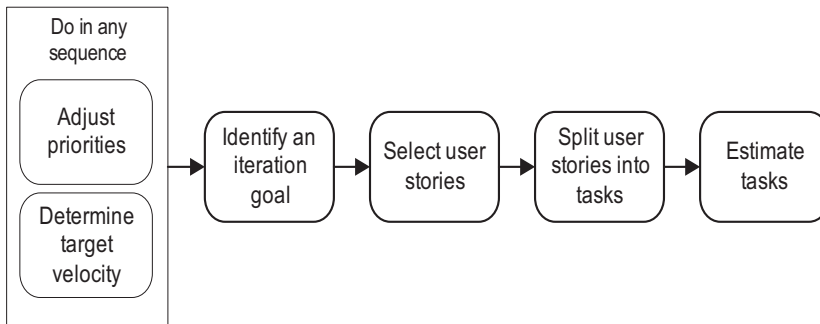 Do in any
sequence
Adjust
priorities
Determine
target
velocity
Identify an
iteration
goal
Select user
stories
Split user
stories into
tasks
Estimate
tasks